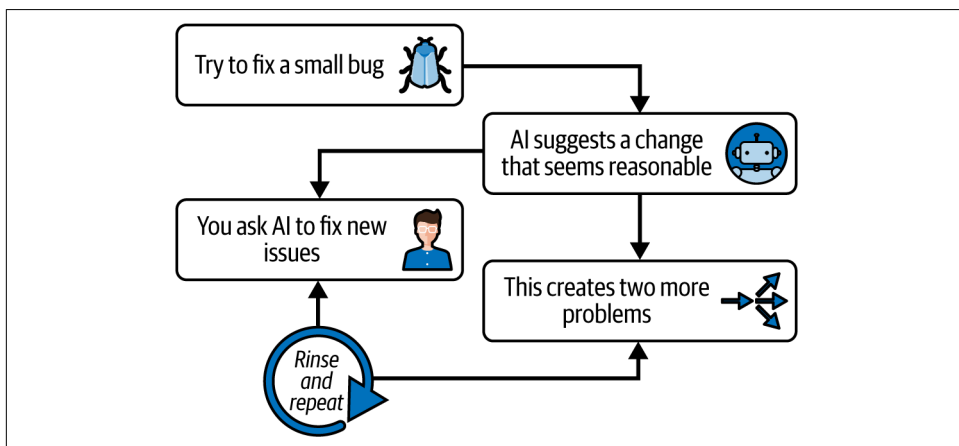 Try to fix a small bug
AI suggests a change
that seems reasonable
You ask AI to fix new
issues
This creates two more
problems
Rinse
and
repeat